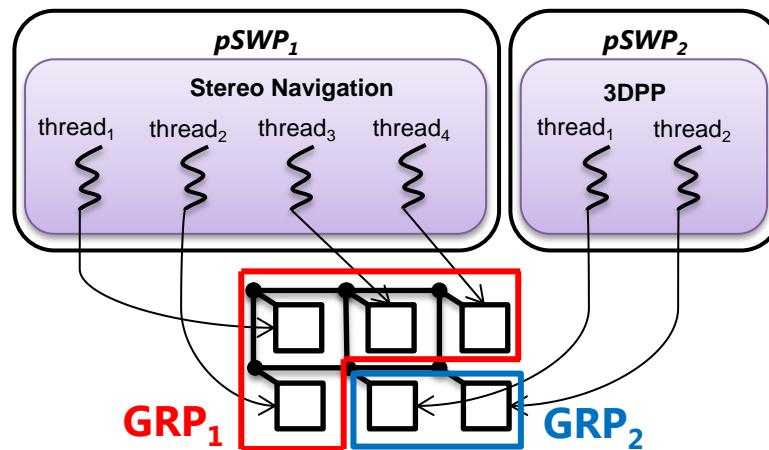 pSWP₁
pSWP₂
Stereo Navigation
3DPP
thread₁ thread₂ thread₃ thread₄
thread₁ thread₂
GRP₁
GRP₂